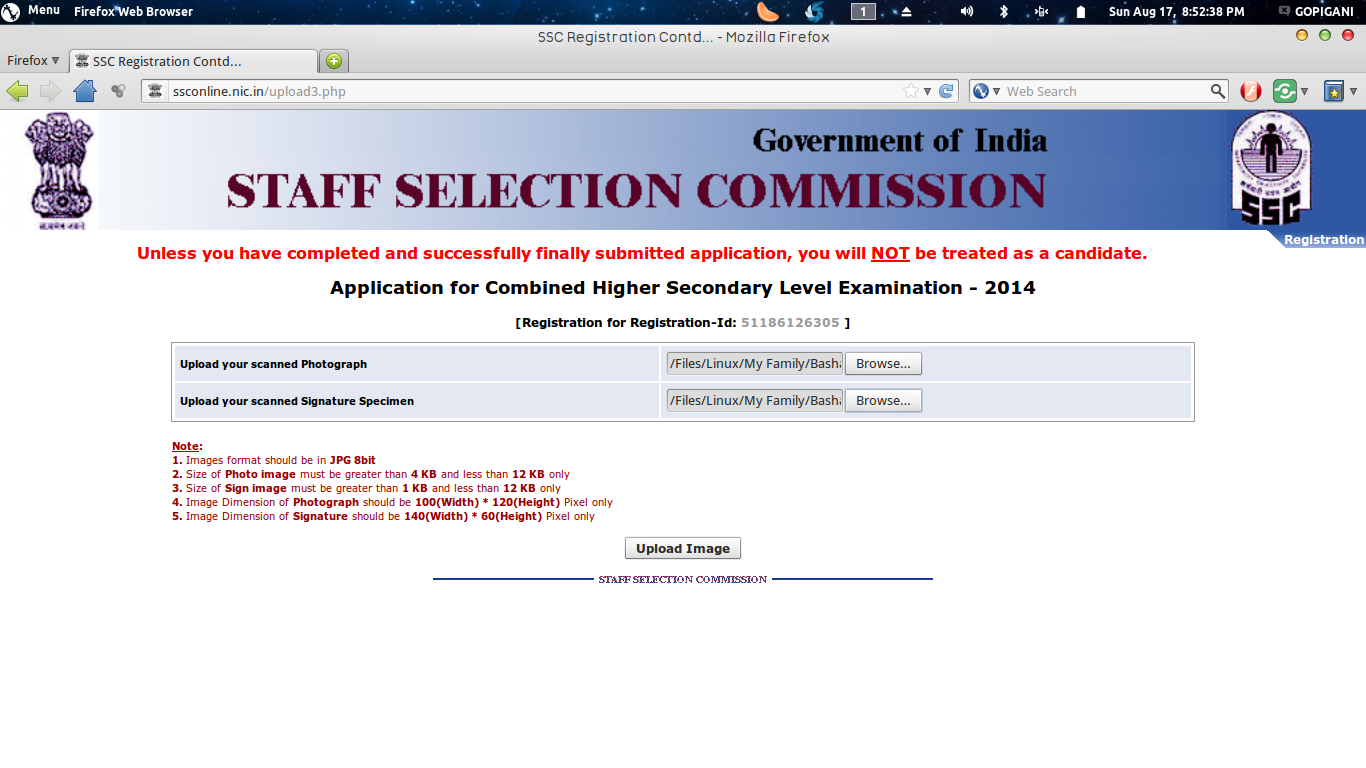 Menu Firefox Web Browser 1 Sun Aug 17, 8:52:38 PM GOPIGANI
SSC Registration Contd... - Mozilla Firefox
Firefox SSC Registration Contd...
ssconline.nic.in/upload3.php Web Search
Government of India
STAFF SELECTION COMMISSION
SSC
Registration
Unless you have completed and successfully finally submitted application, you will NOT be treated as a candidate.
Application for Combined Higher Secondary Level Examination - 2014
[Registration for Registration-Id: 51186126305 ]
Upload your scanned Photograph /Files/Linux/My Family/Basha Browse...
Upload your scanned Signature Specimen /Files/Linux/My Family/Basha Browse...
Note:
1. Images format should be in JPG 8bit
2. Size of Photo image must be greater than 4 KB and less than 12 KB only
3. Size of Sign image must be greater than 1 KB and less than 12 KB only
4. Image Dimension of Photograph should be 100(Width) * 120(Height) Pixel only
5. Image Dimension of Signature should be 140(Width) * 60(Height) Pixel only
Upload Image
STAFF SELECTION COMMISSION